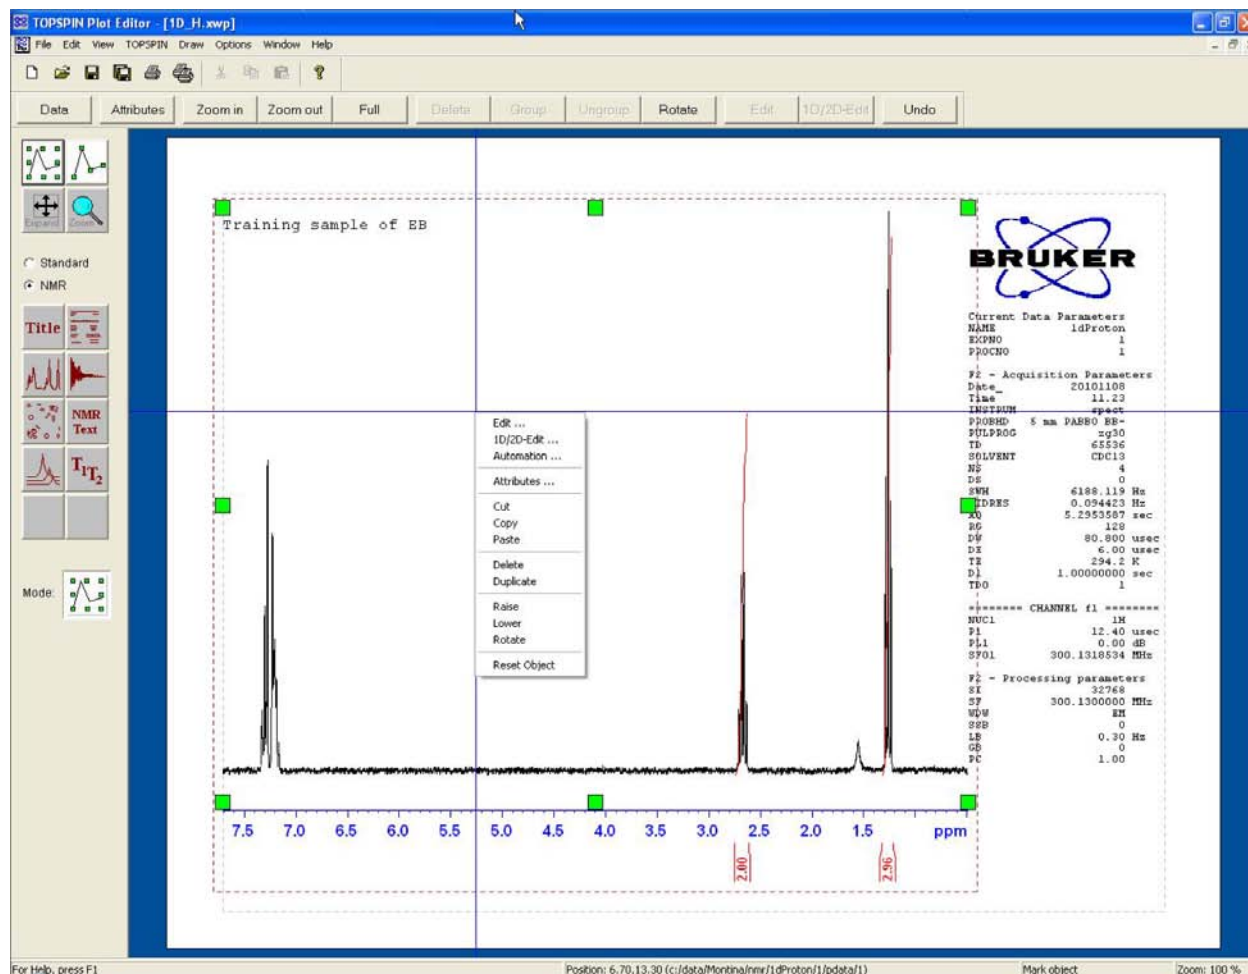 TOPSPIN Plot Editor - [1D_H.xwp]
File Edit View TOPSPIN Draw Options Window Help
Data Attributes Zoom in Zoom out Full Delete Group Ungroup Rotate Edit 1D/2D-Edit Undo
Expand Zoom
Standard
NMR
Title
NMR
Text
T1T2
Mode:
Training sample of EB
Edit ...
1D/2D-Edit ...
Automation ...
Attributes ...
Cut
Copy
Paste
Delete
Duplicate
Raise
Lower
Rotate
Reset Object
7.5 7.0 6.5 6.0 5.5 5.0 4.5 4.0 3.5 3.0 2.5 2.0 1.5 ppm
2.00 2.96
BRUKER
Current Data Parameters
NAME 1dProton
EXPNO 1
PROCNO 1
F2 - Acquisition Parameters
Date_ 20101108
Time 11.23
INSTRUM spect
PROBHD 5 mm PABBO BB-
PULPROG zg30
TD 65536
SOLVENT CDCl3
NS 4
DS 0
SWH 6188.119 Hz
FIDRES 0.094423 Hz
AQ 5.2953587 sec
RG 128
DW 80.800 usec
DE 6.00 usec
TE 294.2 K
D1 1.00000000 sec
TD0 1
======== CHANNEL f1 ========
NUC1 1H
P1 12.40 usec
PL1 0.00 dB
SFO1 300.1318534 MHz
F2 - Processing parameters
SI 32768
SF 300.1300000 MHz
WDW EM
SSB 0
LB 0.30 Hz
GB 0
PC 1.00
For Help, press F1 Position: 6.70,13.30 (c:/data/Montina/nmr/1dProton/1/pdata/1) Mark object Zoom: 100 %